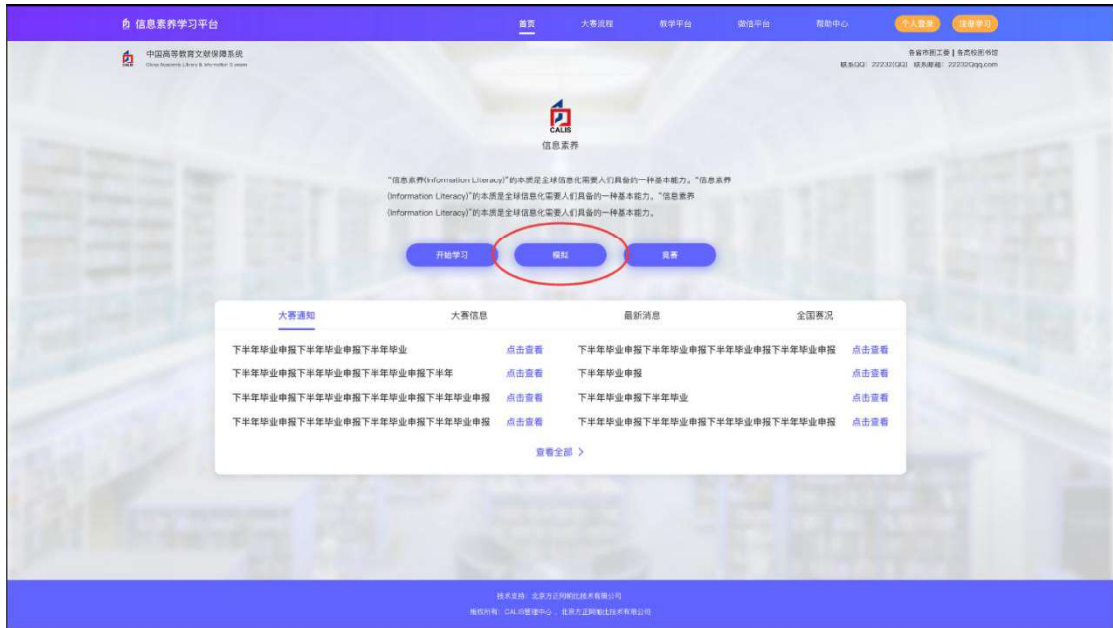 信息素养学习平台
首页 大赛流程 教学平台 微信平台 帮助中心 个人登录 注册学习
中国高等教育文献保障系统
China Academic Library & Information System
各省市图工委 | 各高校图书馆
CALIS
信息素养
"信息素养(Information Literacy)"的本质是全球信息化需要人们具备的一种基本能力。"信息素养
(Information Literacy)"的本质是全球信息化需要人们具备的一种基本能力。"信息素养
(Information Literacy)"的本质是全球信息化需要人们具备的一种基本能力。
开始学习 模拟 竞赛
大赛通知 大赛信息 最新消息 全国赛况
下半年毕业申报下半年毕业申报下半年毕业 点击查看 下半年毕业申报下半年毕业申报下半年毕业申报下半年毕业申报 点击查看
下半年毕业申报下半年毕业申报下半年毕业申报下半年 点击查看 下半年毕业申报 点击查看
下半年毕业申报下半年毕业申报下半年毕业申报下半年毕业申报 点击查看 下半年毕业申报下半年毕业 点击查看
下半年毕业申报下半年毕业申报下半年毕业申报下半年毕业申报 点击查看 下半年毕业申报下半年毕业申报下半年毕业申报下半年毕业申报 点击查看
查看全部 >
技术支持：北京方正阿帕比技术有限公司
版权所有：CALIS管理中心 、北京方正阿帕比技术有限公司